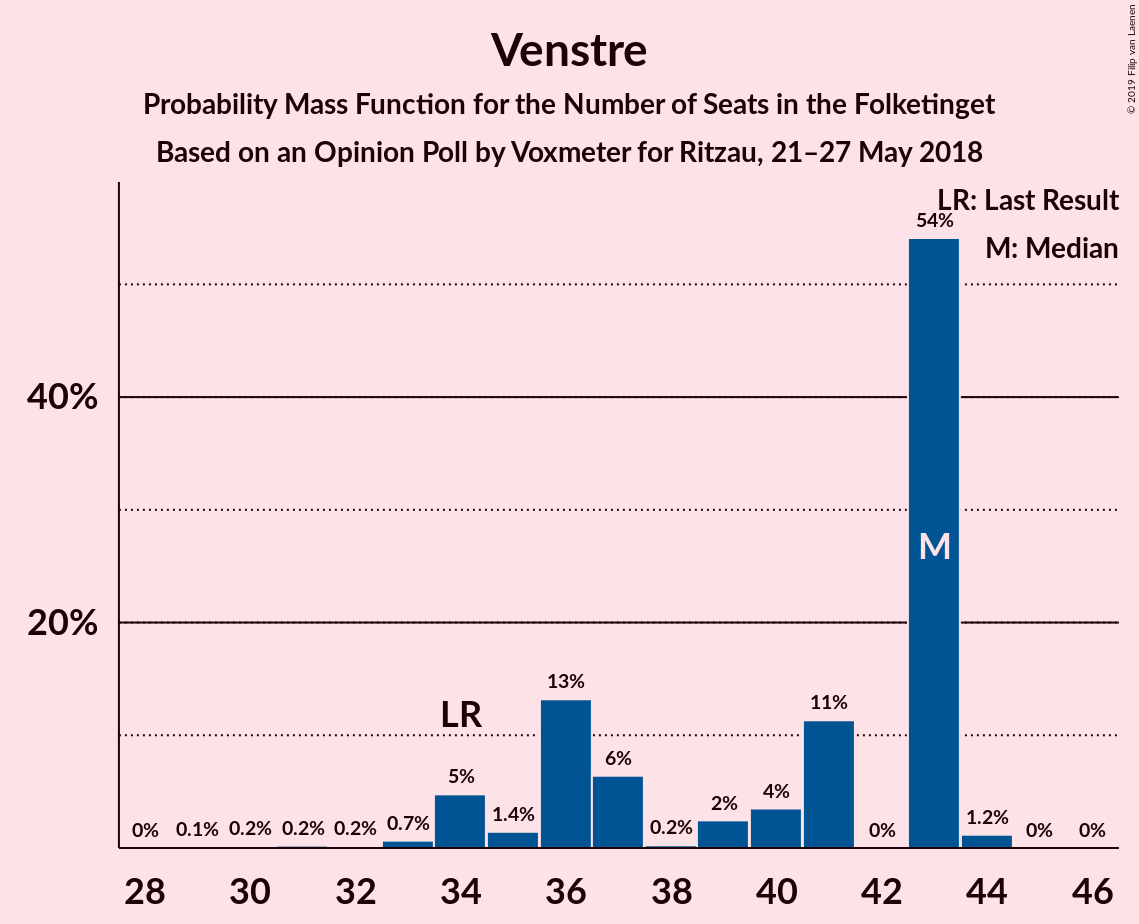 Venstre
Probability Mass Function for the Number of Seats in the Folketinget
Based on an Opinion Poll by Voxmeter for Ritzau, 21–27 May 2018
© 2019 Filip van Laenen
LR: Last Result
M: Median
40%
20%
0%
0.1%
0.2%
0.2%
0.2%
0.7%
LR
5%
1.4%
13%
6%
0.2%
2%
4%
11%
0%
54%
M
1.2%
0%
0%
28 30 32 34 36 38 40 42 44 46